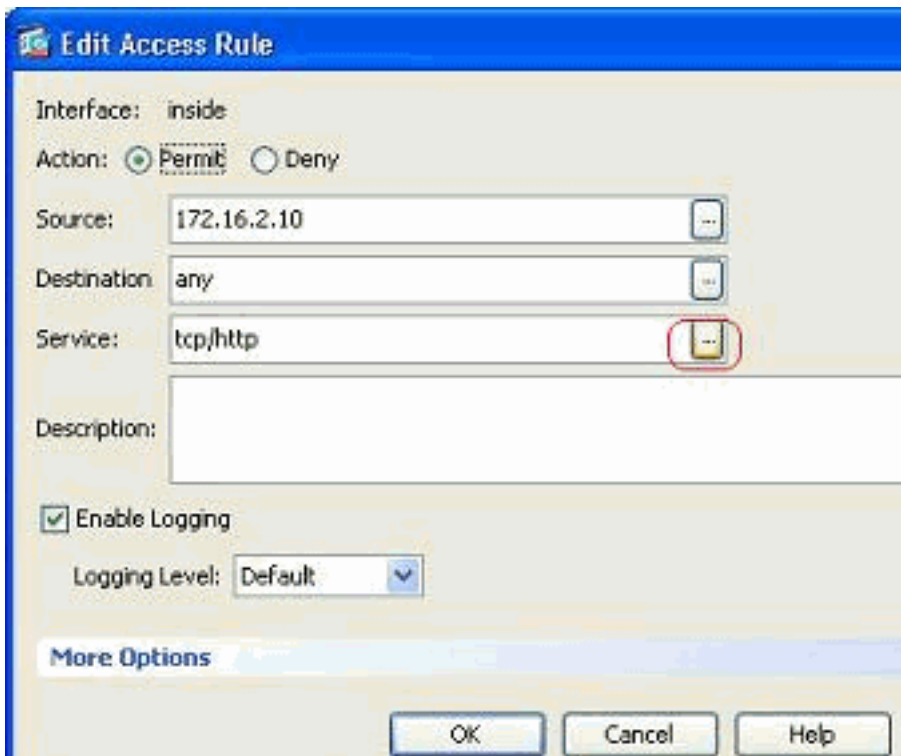 Edit Access Rule
Interface: inside
Action: Permit Deny
Source: 172.16.2.10 ...
Destination any ...
Service: tcp/http ...
Description:
Enable Logging
Logging Level: Default
More Options
OK Cancel Help